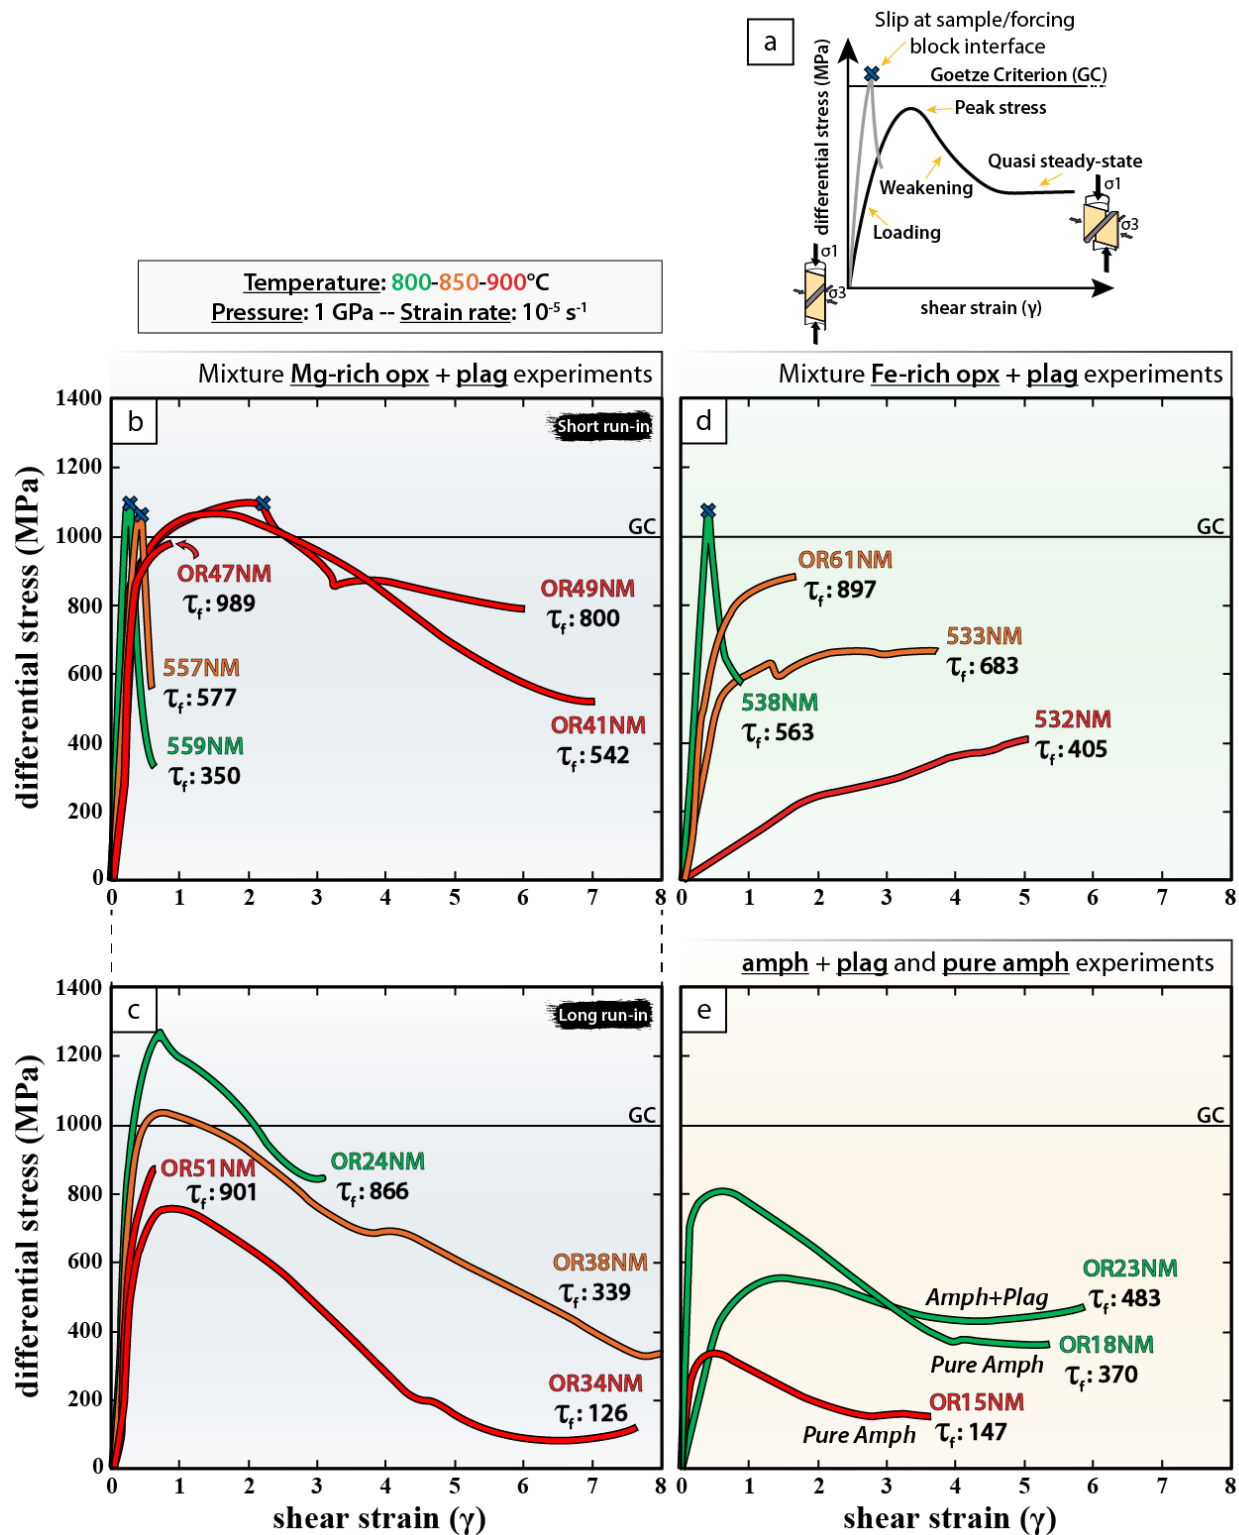 a
Slip at sample/forcing
block interface
Goetze Criterion (GC)
Peak stress
Quasi steady-state
Weakening
Loading
σ1
σ3
σ1
σ3
differential stress (MPa)
shear strain (γ)
Temperature: 800-850-900°C
Pressure: 1 GPa -- Strain rate: 10⁻⁵ s⁻¹
Mixture Mg-rich opx + plag experiments
b
Short run-in
GC
1400
1200
1000
800
600
400
200
0
differential stress (MPa)
OR47NM
τf: 989
557NM
τf: 577
559NM
τf: 350
OR49NM
τf: 800
OR41NM
τf: 542
0 1 2 3 4 5 6 7 8
Mixture Fe-rich opx + plag experiments
d
GC
OR61NM
τf: 897
533NM
τf: 683
538NM
τf: 563
532NM
τf: 405
0 1 2 3 4 5 6 7 8
c
Long run-in
GC
1400
1200
1000
800
600
400
200
0
differential stress (MPa)
OR51NM
τf: 901
OR24NM
τf: 866
OR38NM
τf: 339
OR34NM
τf: 126
0 1 2 3 4 5 6 7 8
shear strain (γ)
amph + plag and pure amph experiments
e
GC
Amph+Plag
OR23NM
τf: 483
Pure Amph
OR18NM
τf: 370
Pure Amph
OR15NM
τf: 147
0 1 2 3 4 5 6 7 8
shear strain (γ)